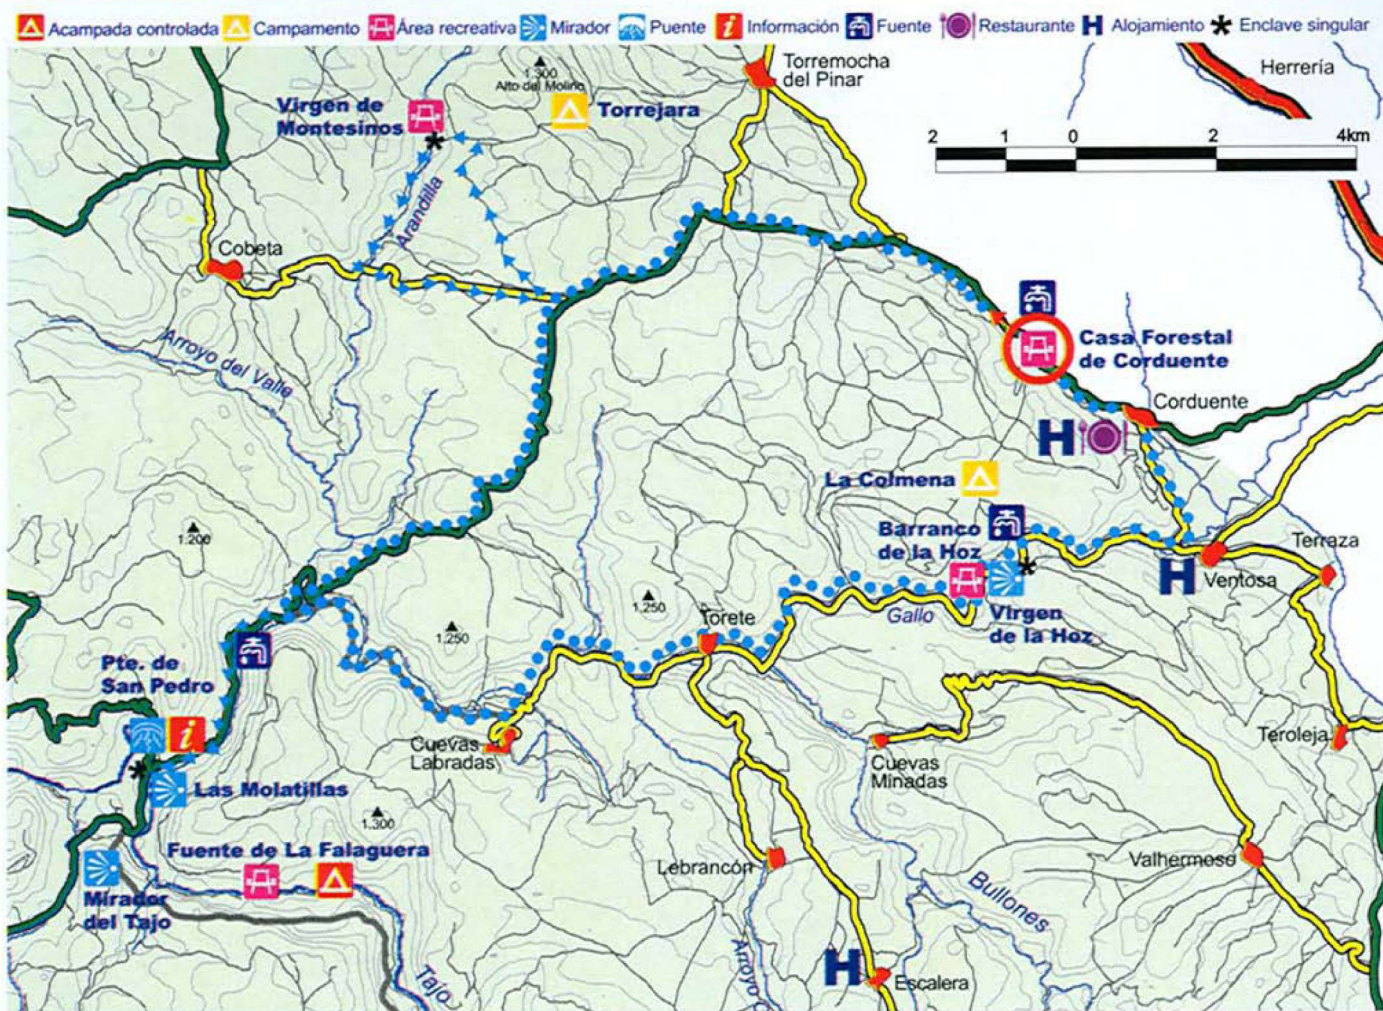 Acampada controlada Campamento Área recreativa Mirador Puente Información Fuente Restaurante H Alojamiento Enclave singular
Torremocha
del Pinar
Herrería
1.300
Alto del Molino
Virgen de
Montesinos
Torrejara
2 1 0 2 4km
Arandilla
Cobeta
Arroyo del Valle
Casa Forestal
de Corduente
Corduente
H
La Colmena
1.200
Barranco
de la Hoz
Terraza
H
Ventosa
1.250
1.250
Torete
Gallo
Virgen
de la Hoz
Pte. de
San Pedro
i
Cuevas
Labradas
Cuevas
Minadas
Teroleja
Las Molatillas
1.300
Fuente de La Falaguera
Lebrancón
Valhermoso
Mirador
del Tajo
Bullones
Tajo
Arroyo
H
Escalera